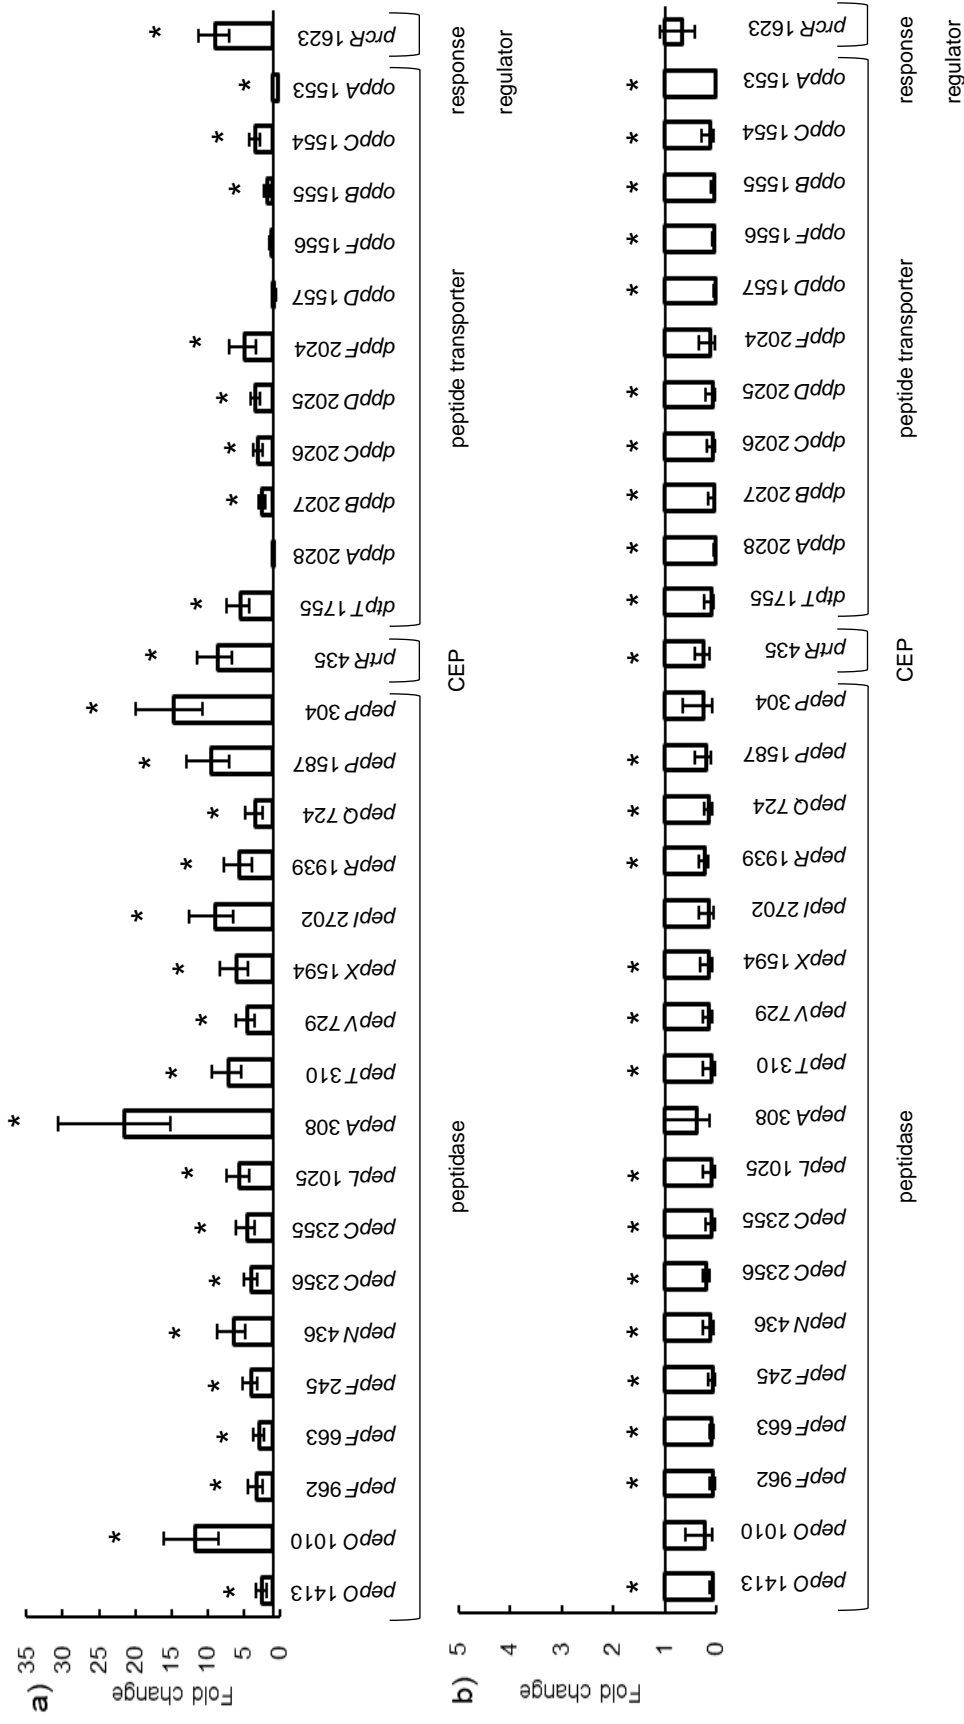 a)
Fold change
35
30
25
20
15
10
5
0
* * * * * * * * * * * * * * * * * * * * * * * * * * *
pepO 1413
pepO 1010
pepF 962
pepF 663
pepF 245
pepN 436
pepC 2356
pepC 2355
pepL 1025
pepA 308
pepT 310
pepV 729
pepX 1594
pepI 2702
pepR 1939
pepQ 724
pepP 1587
pepP 304
prtR 435
dtpT 1755
dppA 2028
dppB 2027
dppC 2026
dppD 2025
dppF 2024
oppD 1557
oppF 1556
oppB 1555
oppC 1554
oppA 1553
prcR 1623
peptidase
CEP
peptide transporter
response
regulator
b)
Fold change
5
4
3
2
1
0
* * * * * * * * * * * * * * * * * * * * * * * * *
pepO 1413
pepO 1010
pepF 962
pepF 663
pepF 245
pepN 436
pepC 2356
pepC 2355
pepL 1025
pepA 308
pepT 310
pepV 729
pepX 1594
pepI 2702
pepR 1939
pepQ 724
pepP 1587
pepP 304
prtR 435
dtpT 1755
dppA 2028
dppB 2027
dppC 2026
dppD 2025
dppF 2024
oppD 1557
oppF 1556
oppB 1555
oppC 1554
oppA 1553
prcR 1623
peptidase
CEP
peptide transporter
response
regulator